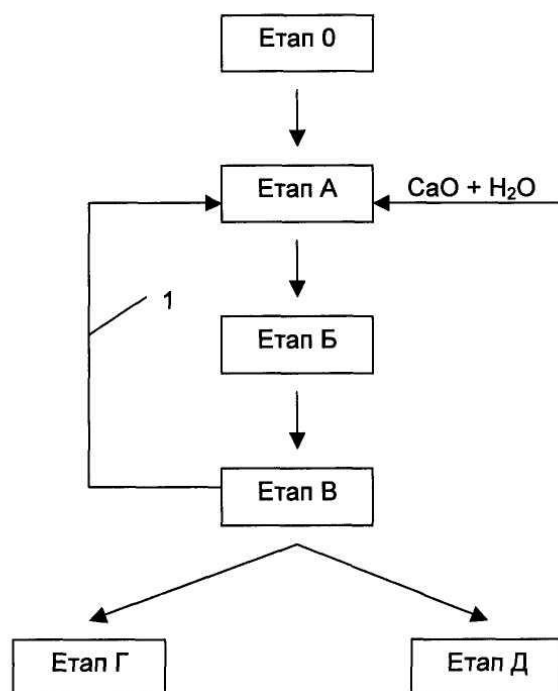 Етап 0
Етап А
CaO + H₂O
1
Етап Б
Етап В
Етап Г
Етап Д